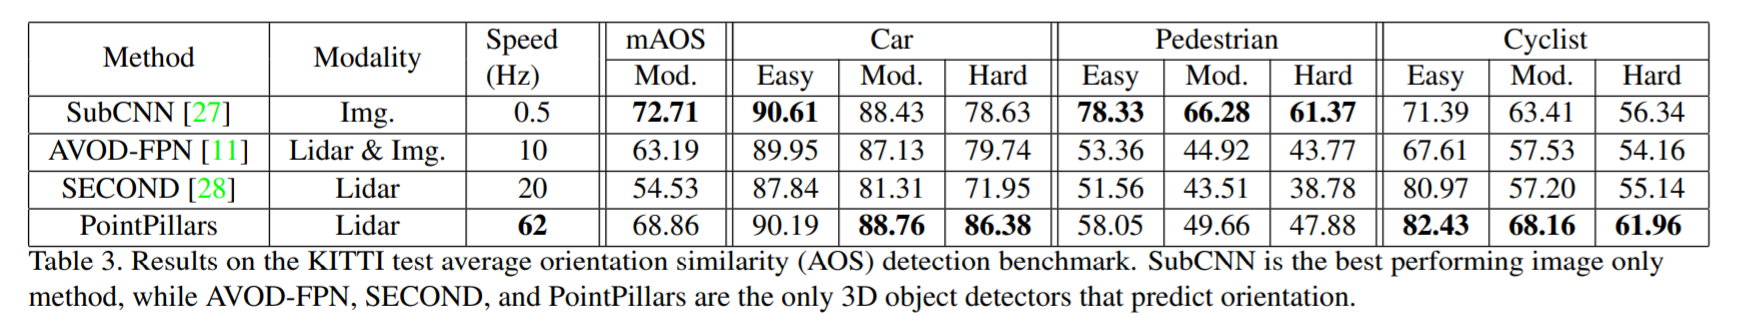 Method Modality Speed (Hz) mAOS Car Pedestrian Cyclist
Mod. Easy Mod. Hard Easy Mod. Hard Easy Mod. Hard
SubCNN [27] Img. 0.5 72.71 90.61 88.43 78.63 78.33 66.28 61.37 71.39 63.41 56.34
AVOD-FPN [11] Lidar & Img. 10 63.19 89.95 87.13 79.74 53.36 44.92 43.77 67.61 57.53 54.16
SECOND [28] Lidar 20 54.53 87.84 81.31 71.95 51.56 43.51 38.78 80.97 57.20 55.14
PointPillars Lidar 62 68.86 90.19 88.76 86.38 58.05 49.66 47.88 82.43 68.16 61.96
Table 3. Results on the KITTI test average orientation similarity (AOS) detection benchmark. SubCNN is the best performing image only
method, while AVOD-FPN, SECOND, and PointPillars are the only 3D object detectors that predict orientation.